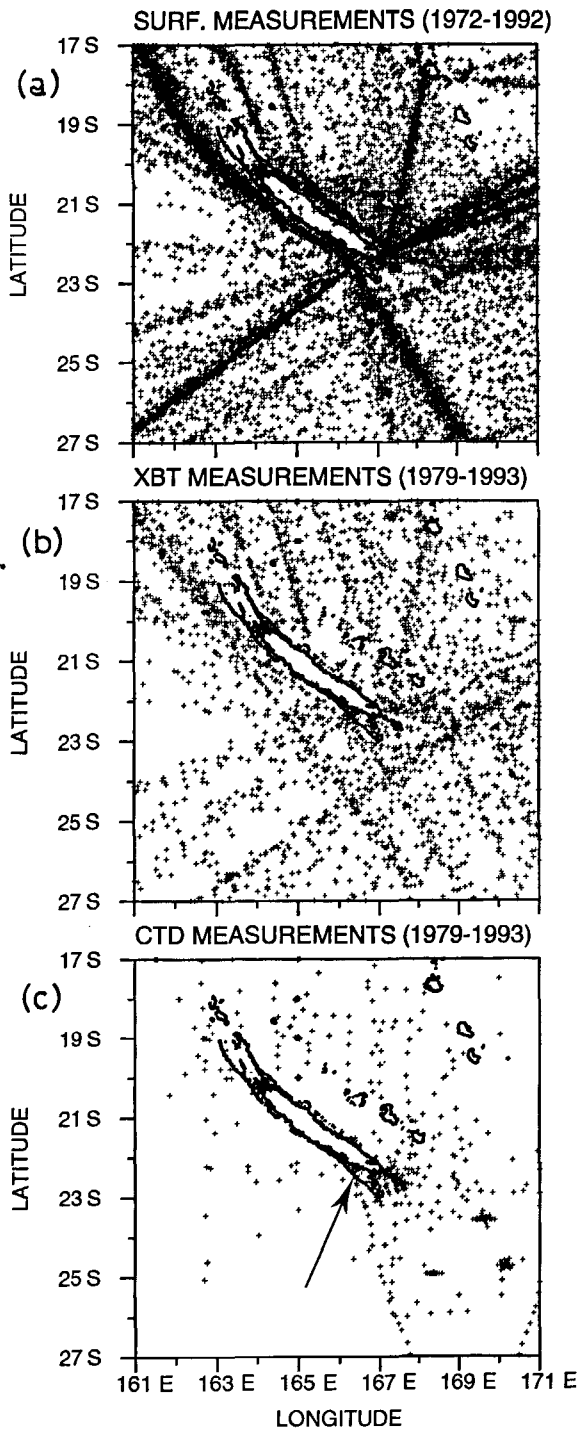 SURF. MEASUREMENTS (1972-1992)
(a)
17 S
19 S
21 S
23 S
25 S
27 S
LATITUDE
XBT MEASUREMENTS (1979-1993)
(b)
17 S
19 S
21 S
23 S
25 S
27 S
LATITUDE
CTD MEASUREMENTS (1979-1993)
(c)
17 S
19 S
21 S
23 S
25 S
27 S
LATITUDE
161 E 163 E 165 E 167 E 169 E 171 E
LONGITUDE